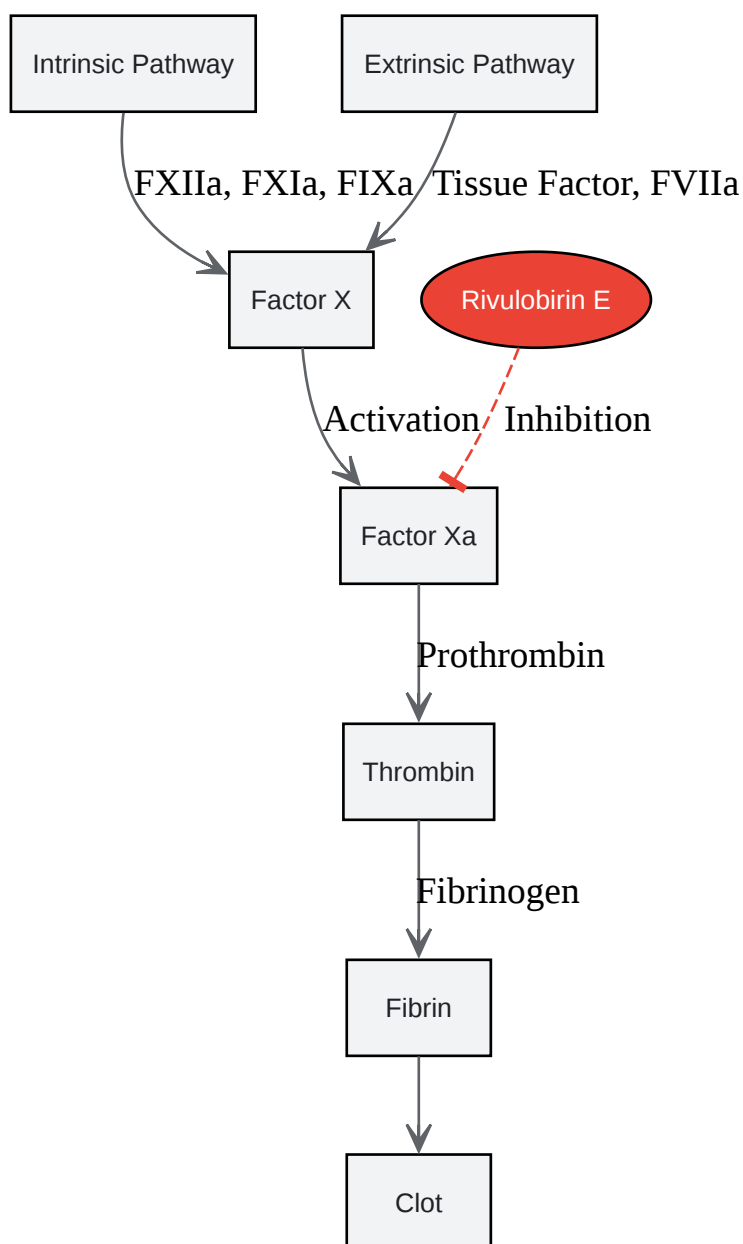 Intrinsic Pathway
Extrinsic Pathway
FXIIa, FXIa, FIXa
Tissue Factor, FVIIa
Factor X
Rivulobirin E
Activation
Inhibition
Factor Xa
Prothrombin
Thrombin
Fibrinogen
Fibrin
Clot